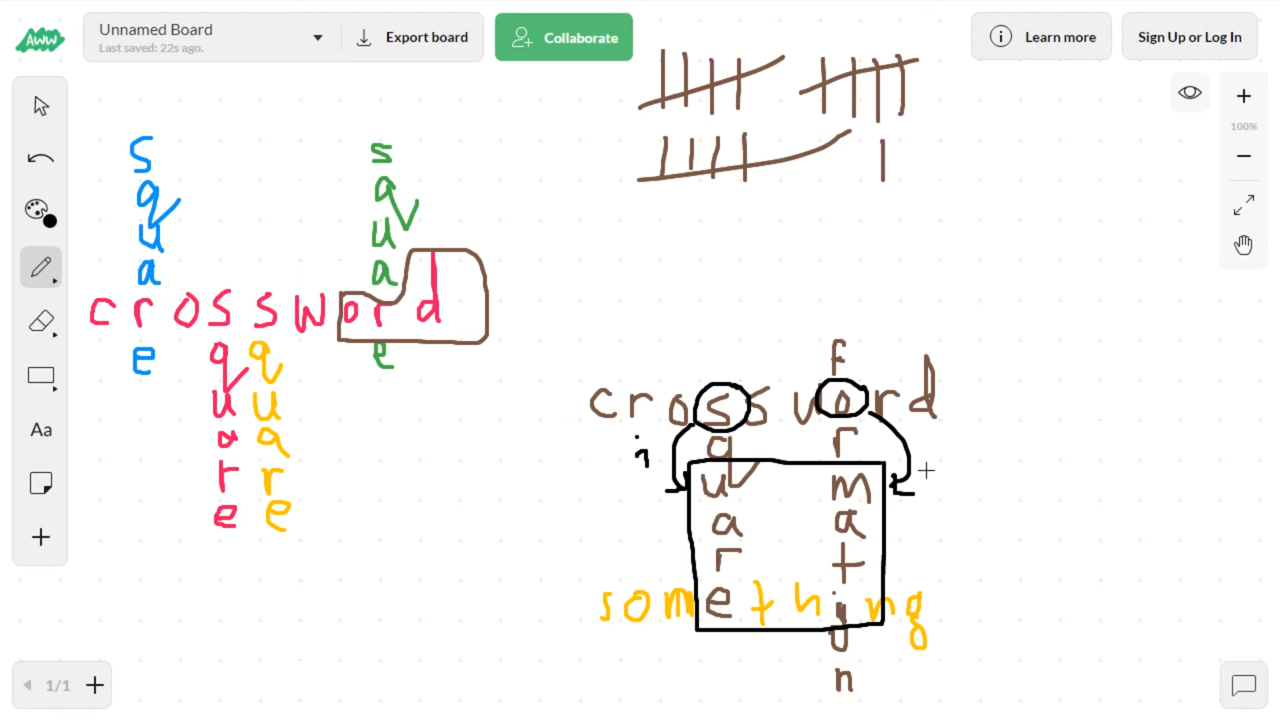 AWW
Unnamed Board
Last saved: 22s ago.
Export board
Collaborate
Learn more
Sign Up or Log In
100%
Aa
1/1
square
square
crossword
square
square
crossword
square
formation
i
something